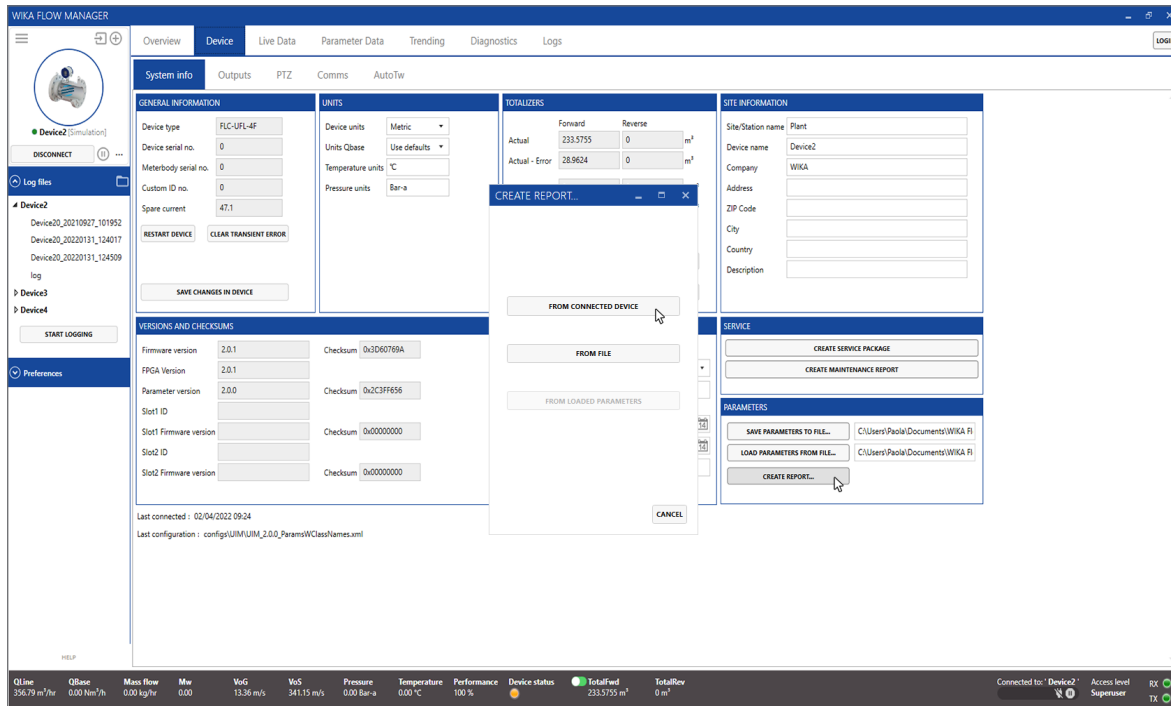 WIKA FLOW MANAGER
Overview Device Live Data Parameter Data Trending Diagnostics Logs
System info Outputs PTZ Comms AutoTw
Device2 [Simulation]
DISCONNECT
Log files
Device2
Device20_20210927_101952
Device20_20220131_124017
Device20_20220131_124509
log
Device3
Device4
START LOGGING
Preferences
HELP
GENERAL INFORMATION
Device type FLC-UFL-4F
Device serial no. 0
Meterbody serial no. 0
Custom ID no. 0
Spare current 47.1
RESTART DEVICE CLEAR TRANSIENT ERROR
SAVE CHANGES IN DEVICE
UNITS
Device units Metric
Units Qbase Use defaults
Temperature units °C
Pressure units Bar-a
TOTALIZERS
Forward Reverse
Actual 233.5755 0 m³
Actual - Error 28.9624 0 m³
SITE INFORMATION
Site/Station name Plant
Device name Device2
Company WIKA
Address
ZIP Code
City
Country
Description
CREATE REPORT...
FROM CONNECTED DEVICE
FROM FILE
FROM LOADED PARAMETERS
CANCEL
VERSIONS AND CHECKSUMS
Firmware version 2.0.1 Checksum 0x3D60769A
FPGA Version 2.0.1
Parameter version 2.0.0 Checksum 0x2C3FF656
Slot1 ID
Slot1 Firmware version Checksum 0x00000000
Slot2 ID
Slot2 Firmware version Checksum 0x00000000
14
14
SERVICE
CREATE SERVICE PACKAGE
CREATE MAINTENANCE REPORT
PARAMETERS
SAVE PARAMETERS TO FILE... C:\Users\Paola\Documents\WIKA Fl
LOAD PARAMETERS FROM FILE... C:\Users\Paola\Documents\WIKA Fl
CREATE REPORT...
Last connected : 02/04/2022 09:24
Last configuration : configs\UIM\UIM_2.0.0_ParamsWClassNames.xml
QLine QBase Mass flow Mw VoG VoS Pressure Temperature Performance Device status TotalFwd TotalRev Connected to: ' Device2 ' Access level RX
356.79 m³/hr 0.00 Nm³/h 0.00 kg/hr 0.00 13.36 m/s 341.15 m/s 0.00 Bar-a 0.00 °C 100 % 233.5755 m³ 0 m³ Superuser TX